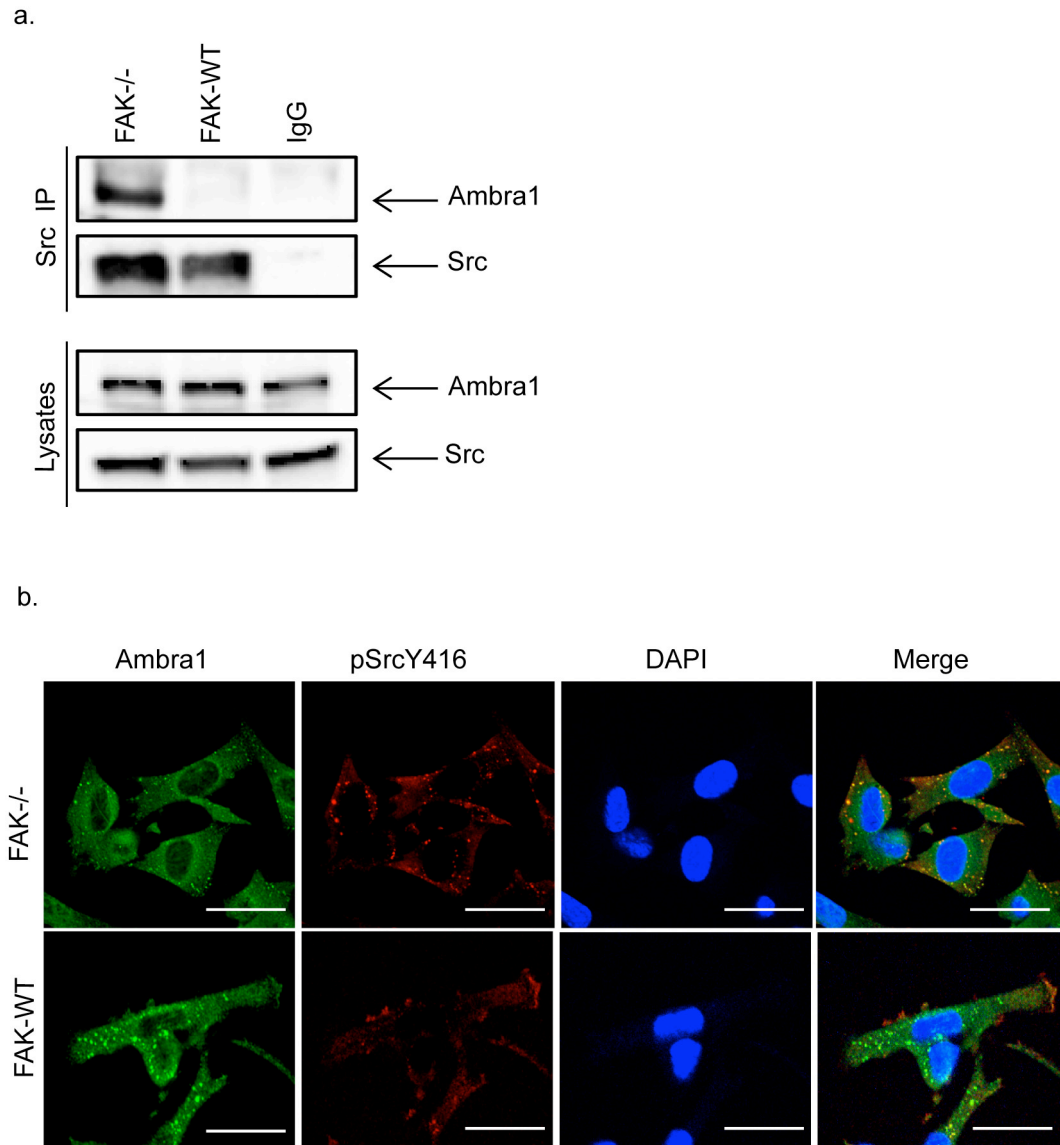 a.
FAK-/-
FAK-WT
IgG
Src IP
Ambra1
Src
Lysates
Ambra1
Src
b.
Ambra1 pSrcY416 DAPI Merge
FAK-/-
FAK-WT